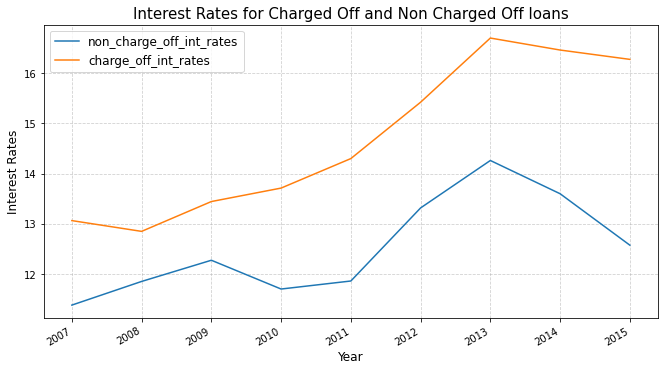 Interest Rates for Charged Off and Non Charged Off loans
non_charge_off_int_rates
charge_off_int_rates
Interest Rates
16
15
14
13
12
2007
2008
2009
2010
2011
2012
2013
2014
2015
Year